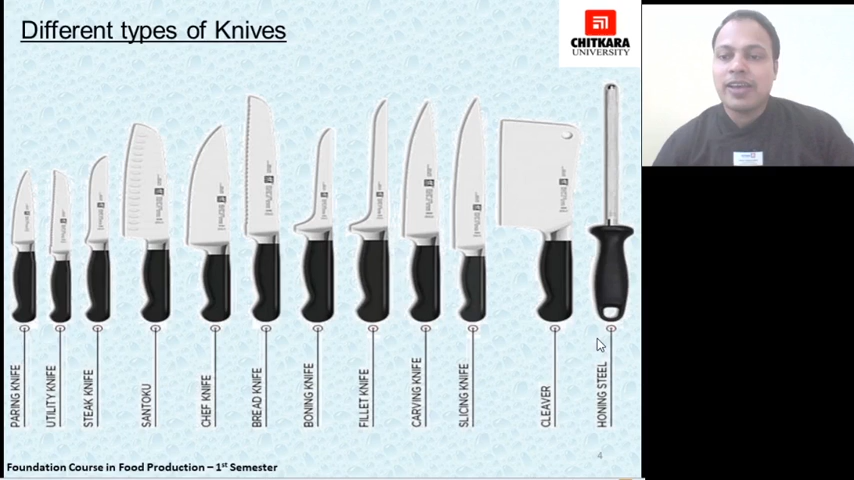 Different types of Knives
CHITKARA
UNIVERSITY
PARING KNIFE
UTILITY KNIFE
STEAK KNIFE
SANTOKU
CHEF KNIFE
BREAD KNIFE
BONING KNIFE
FILLET KNIFE
CARVING KNIFE
SLICING KNIFE
CLEAVER
HONING STEEL
4
Foundation Course in Food Production – 1st Semester